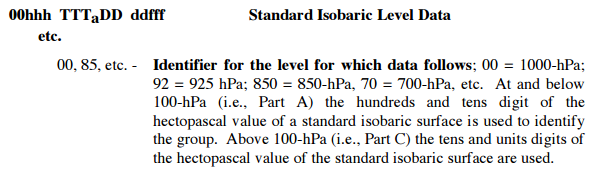 00hhh TTTaDD ddfff Standard Isobaric Level Data
etc.
00, 85, etc. - Identifier for the level for which data follows; 00 = 1000-hPa;
92 = 925 hPa; 850 = 850-hPa, 70 = 700-hPa, etc. At and below
100-hPa (i.e., Part A) the hundreds and tens digit of the
hectopascal value of a standard isobaric surface is used to identify
the group. Above 100-hPa (i.e., Part C) the tens and units digits of
the hectopascal value of the standard isobaric surface are used.